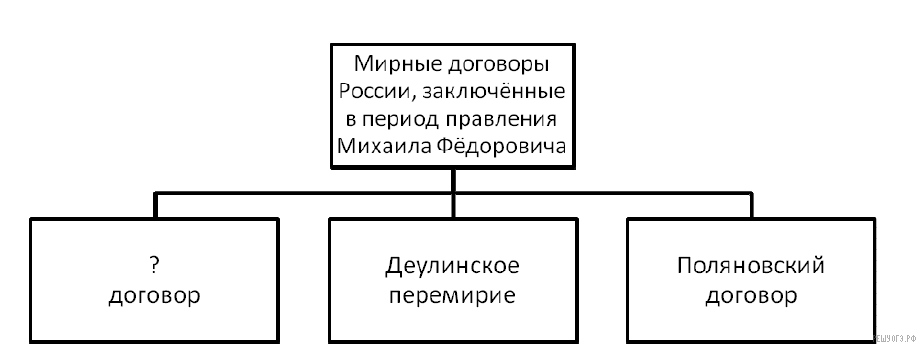 Мирные договоры
России, заключённые
в период правления
Михаила Фёдоровича
?
договор
Деулинское
перемирие
Поляновский
договор
РЕШУОГЭ.РФ